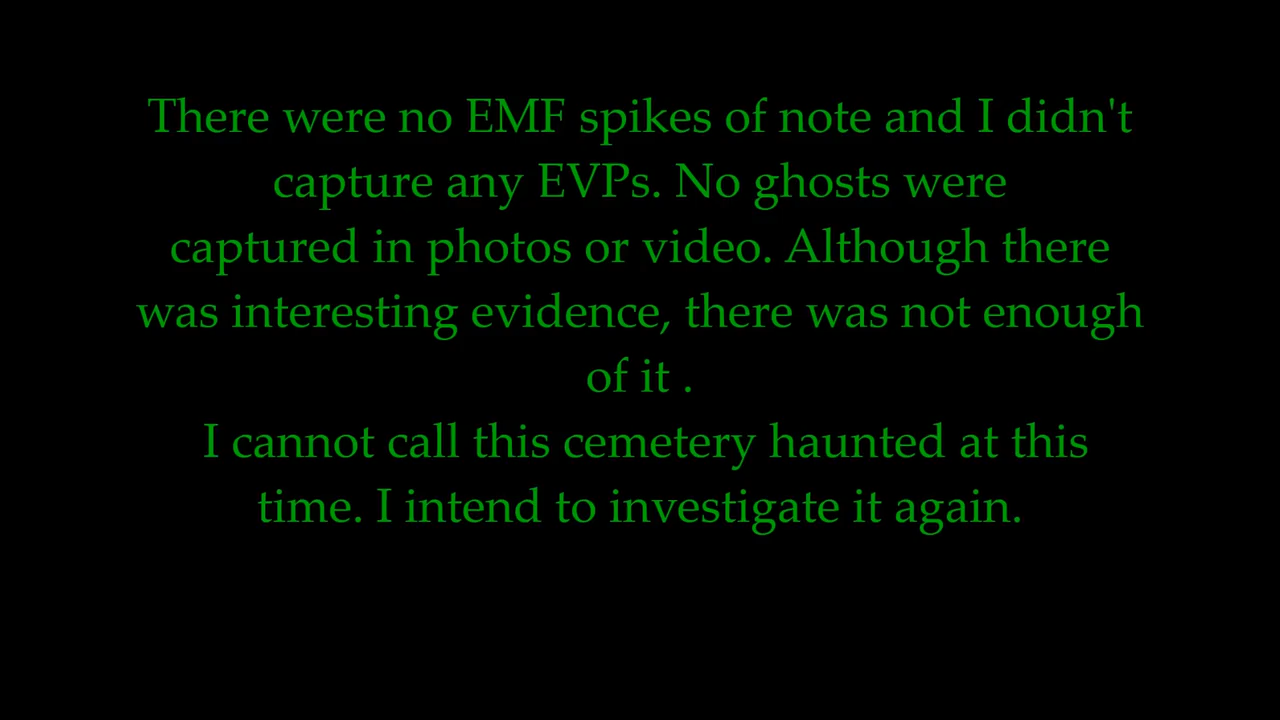 There were no EMF spikes of note and I didn't
capture any EVPs. No ghosts were
captured in photos or video. Although there
was interesting evidence, there was not enough
of it .
I cannot call this cemetery haunted at this
time. I intend to investigate it again.